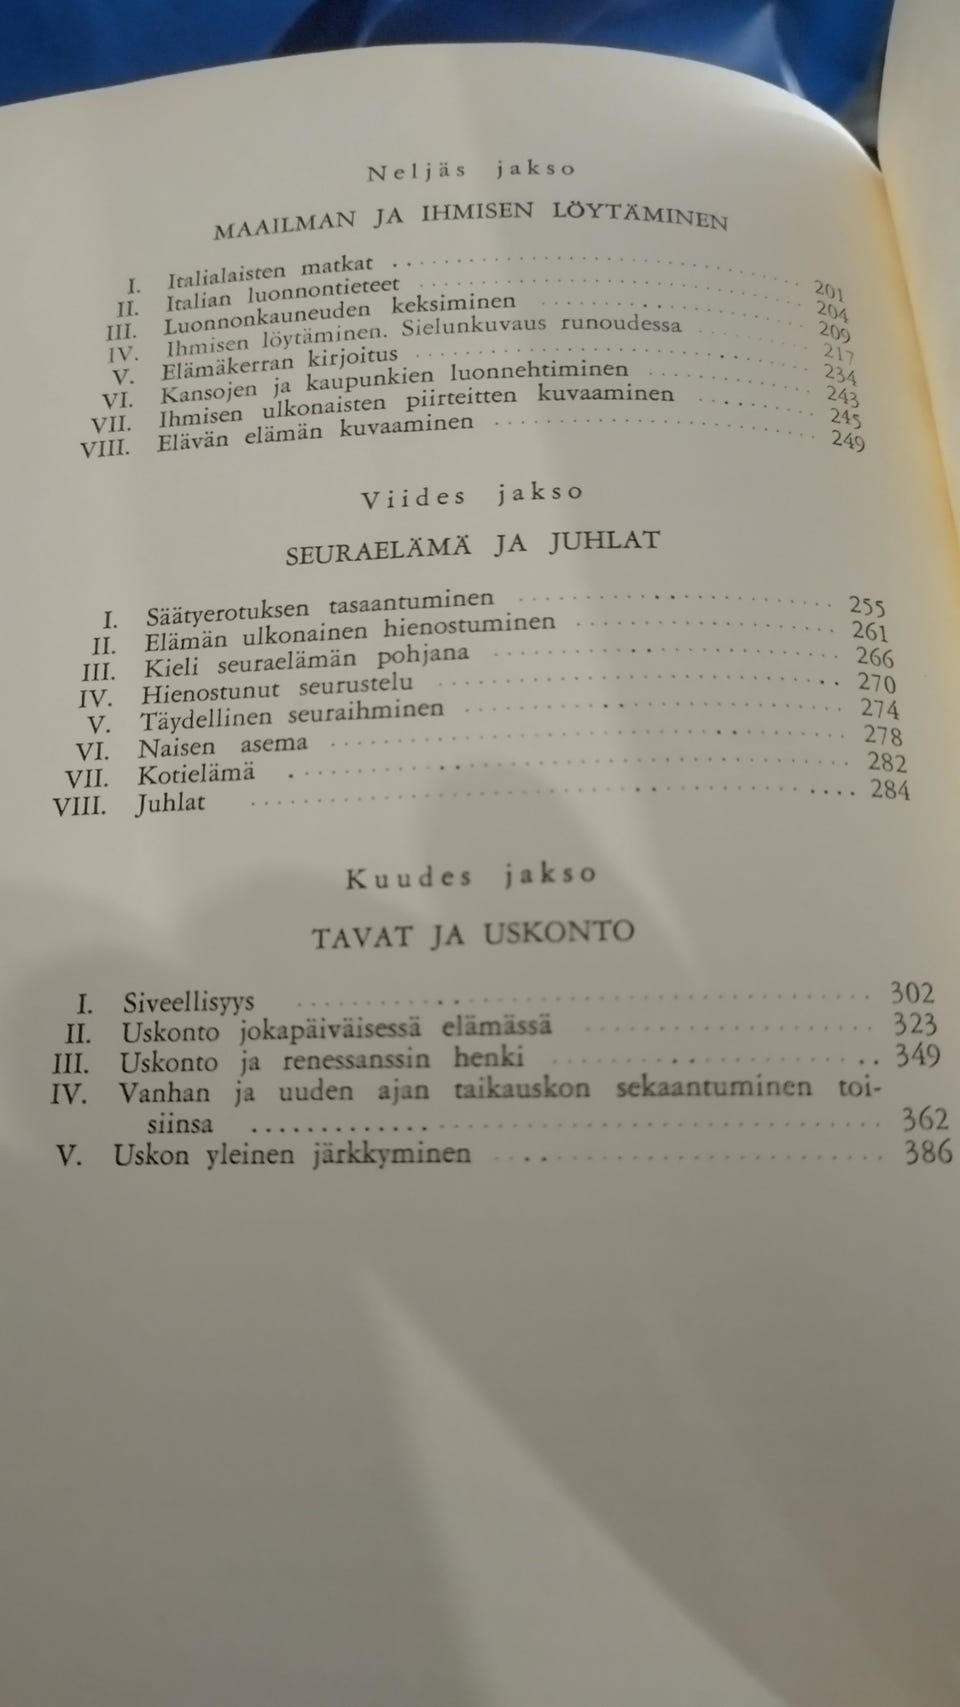 Neljäs jakso
MAAILMAN JA IHMISEN LÖYTÄMINEN
I. Italialaisten matkat 201
II. Italian luonnontieteet 204
III. Luonnonkauneuden keksiminen 209
IV. Ihmisen löytäminen. Sielunkuvaus runoudessa 217
V. Elämäkerran kirjoitus 234
VI. Kansojen ja kaupunkien luonnehtiminen 243
VII. Ihmisen ulkonaisten piirteitten kuvaaminen 245
VIII. Elävän elämän kuvaaminen 249
Viides jakso
SEURAELÄMÄ JA JUHLAT
I. Säätyerotuksen tasaantuminen 255
II. Elämän ulkonainen hienostuminen 261
III. Kieli seuraelämän pohjana 266
IV. Hienostunut seurustelu 270
V. Täydellinen seuraihminen 274
VI. Naisen asema 278
VII. Kotielämä 282
VIII. Juhlat 284
Kuudes jakso
TAVAT JA USKONTO
I. Siveellisyys 302
II. Uskonto jokapäiväisessä elämässä 323
III. Uskonto ja renessanssin henki 349
IV. Vanhan ja uuden ajan taikauskon sekaantuminen toi-
siinsa 362
V. Uskon yleinen järkkyminen 386